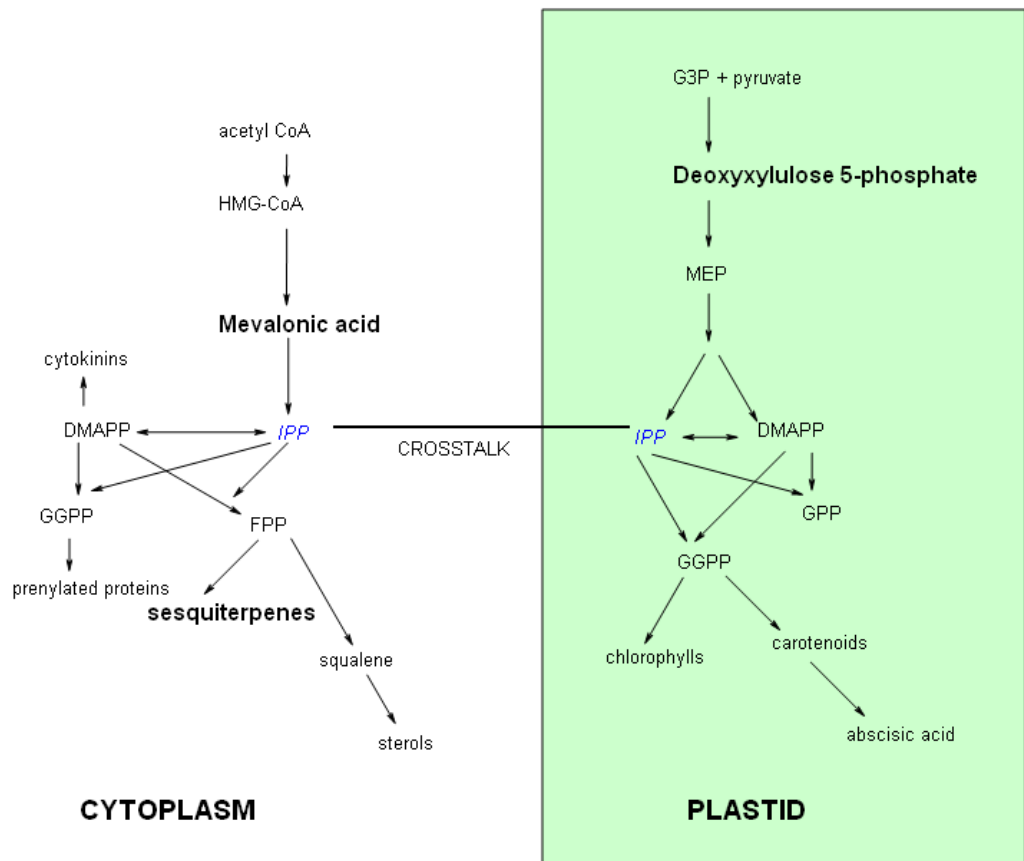 acetyl CoA
HMG-CoA
Mevalonic acid
cytokinins
DMAPP
IPP
CROSSTALK
GGPP
FPP
prenylated proteins
sesquiterpenes
squalene
sterols
CYTOPLASM
G3P + pyruvate
Deoxyxylulose 5-phosphate
MEP
IPP
DMAPP
GPP
GGPP
chlorophylls
carotenoids
abscisic acid
PLASTID